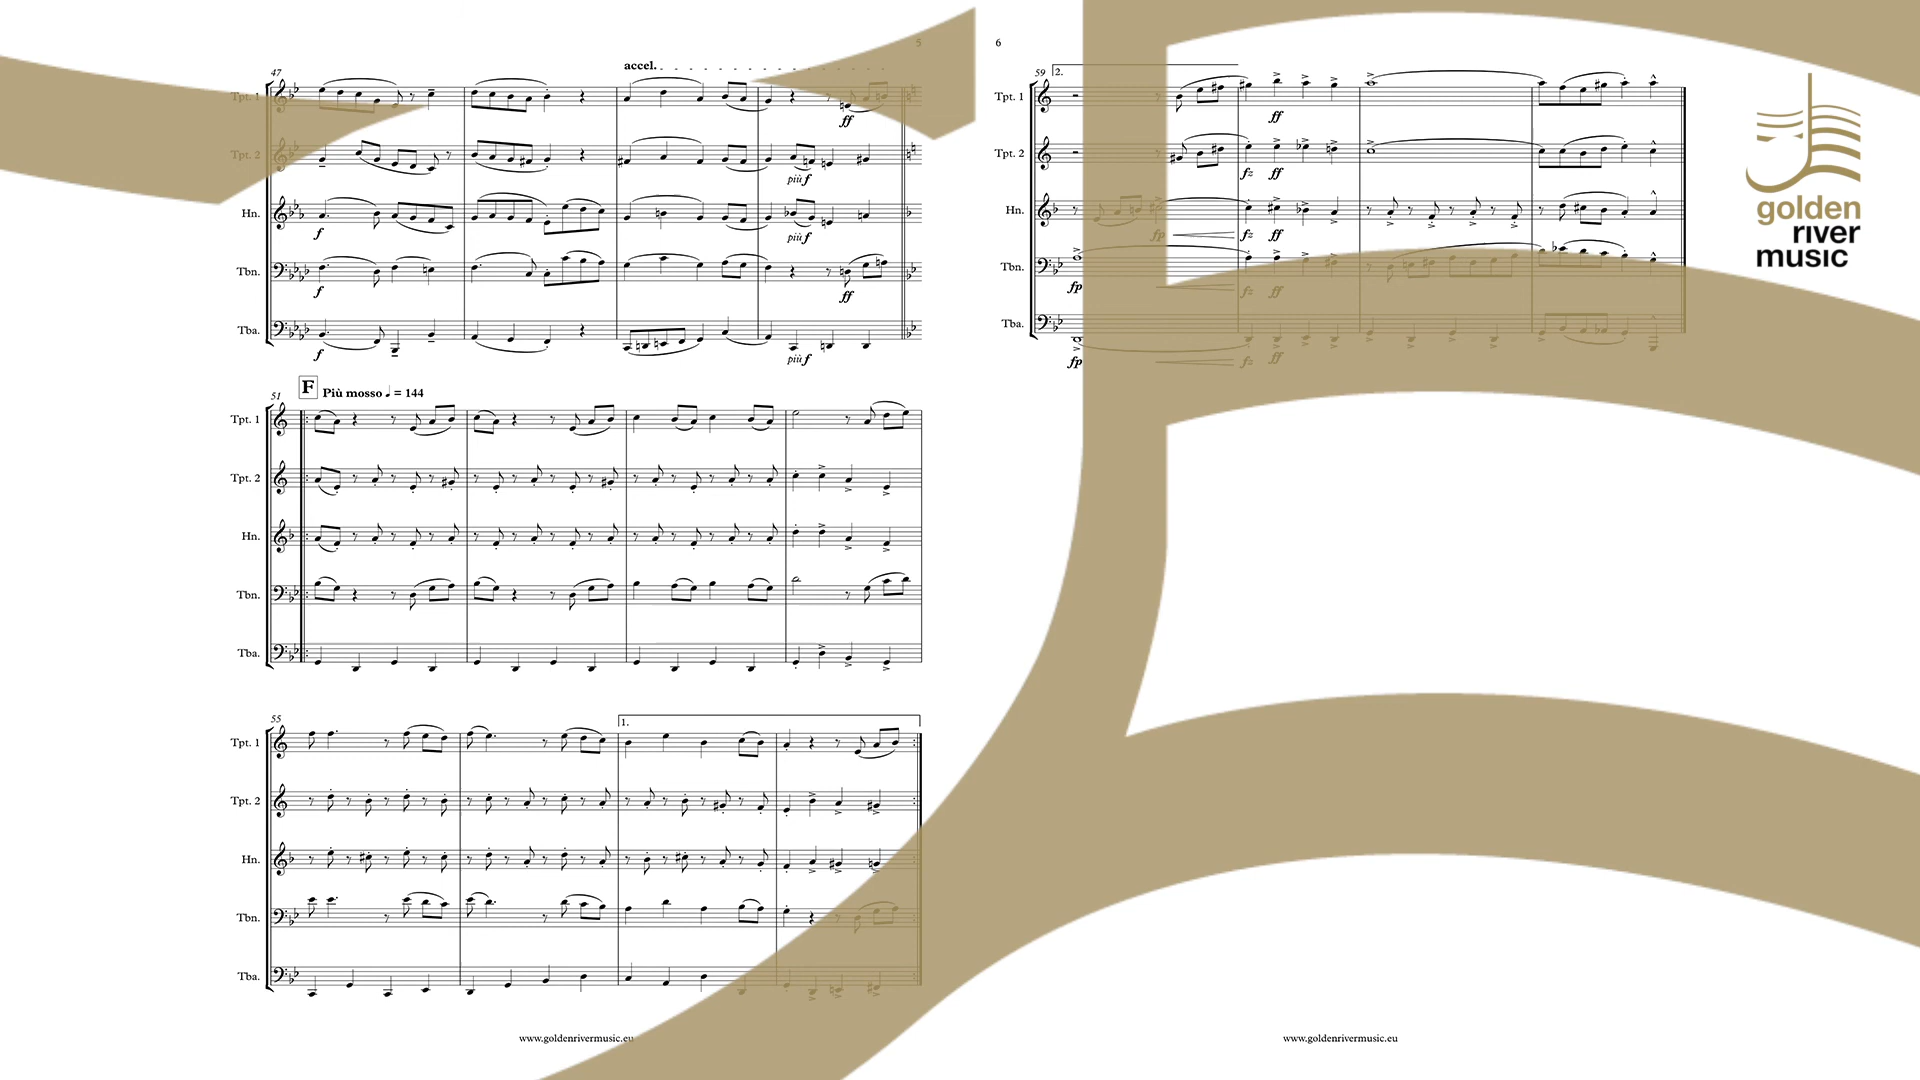 5
47
accel.
Tpt. 1
ff
Tpt. 2
più f
Hn.
f
più f
Tbn.
f
ff
Tba.
f
più f
F Più mosso ♩ = 144
51
Tpt. 1
Tpt. 2
Hn.
Tbn.
Tba.
55
1.
Tpt. 1
Tpt. 2
Hn.
Tbn.
Tba.
www.goldenrivermusic.eu
6
59
2.
Tpt. 1
ff
Tpt. 2
fz ff
Hn.
fp fz ff
Tbn.
fp fz ff
Tba.
fp fz ff
www.goldenrivermusic.eu
golden
river
music